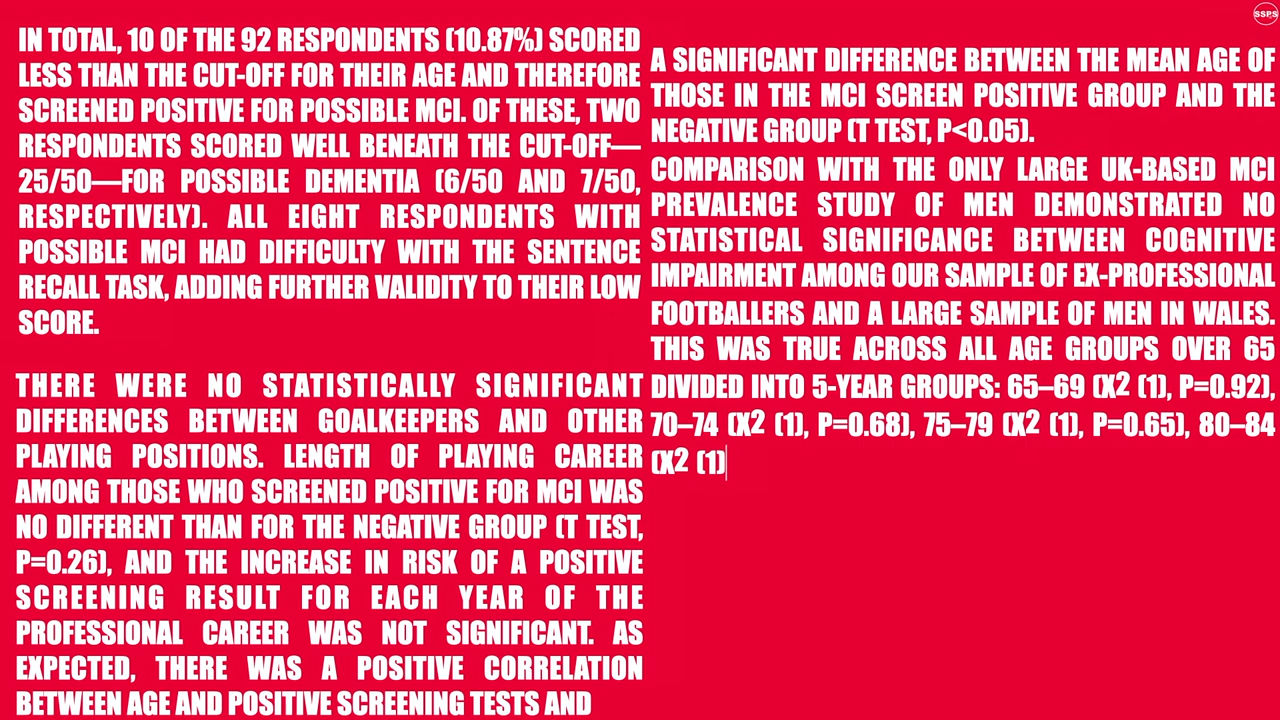 IN TOTAL, 10 OF THE 92 RESPONDENTS (10.87%) SCORED
LESS THAN THE CUT-OFF FOR THEIR AGE AND THEREFORE
SCREENED POSITIVE FOR POSSIBLE MCI. OF THESE, TWO
RESPONDENTS SCORED WELL BENEATH THE CUT-OFF—
25/50—FOR POSSIBLE DEMENTIA (6/50 AND 7/50,
RESPECTIVELY). ALL EIGHT RESPONDENTS WITH
POSSIBLE MCI HAD DIFFICULTY WITH THE SENTENCE
RECALL TASK, ADDING FURTHER VALIDITY TO THEIR LOW
SCORE.
THERE WERE NO STATISTICALLY SIGNIFICANT
DIFFERENCES BETWEEN GOALKEEPERS AND OTHER
PLAYING POSITIONS. LENGTH OF PLAYING CAREER
AMONG THOSE WHO SCREENED POSITIVE FOR MCI WAS
NO DIFFERENT THAN FOR THE NEGATIVE GROUP (T TEST,
P=0.26), AND THE INCREASE IN RISK OF A POSITIVE
SCREENING RESULT FOR EACH YEAR OF THE
PROFESSIONAL CAREER WAS NOT SIGNIFICANT. AS
EXPECTED, THERE WAS A POSITIVE CORRELATION
BETWEEN AGE AND POSITIVE SCREENING TESTS AND
A SIGNIFICANT DIFFERENCE BETWEEN THE MEAN AGE OF
THOSE IN THE MCI SCREEN POSITIVE GROUP AND THE
NEGATIVE GROUP (T TEST, P<0.05).
COMPARISON WITH THE ONLY LARGE UK-BASED MCI
PREVALENCE STUDY OF MEN DEMONSTRATED NO
STATISTICAL SIGNIFICANCE BETWEEN COGNITIVE
IMPAIRMENT AMONG OUR SAMPLE OF EX-PROFESSIONAL
FOOTBALLERS AND A LARGE SAMPLE OF MEN IN WALES.
THIS WAS TRUE ACROSS ALL AGE GROUPS OVER 65
DIVIDED INTO 5-YEAR GROUPS: 65–69 (X2 (1), P=0.92),
70–74 (X2 (1), P=0.68), 75–79 (X2 (1), P=0.65), 80–84
(X2 (1)
SSPS